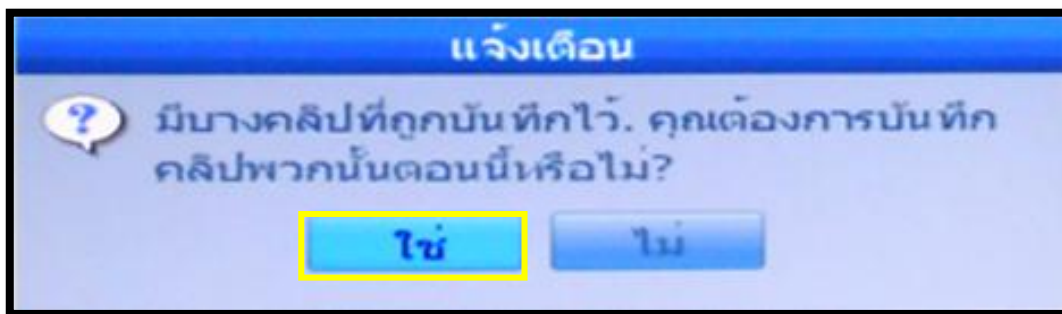 แจ้งเตือน
มีบางคลิปที่ถูกบันทึกไว้. คุณต้องการบันทึก
คลิปพวกนั้นตอนนี้หรือไม่?
ใช่
ไม่